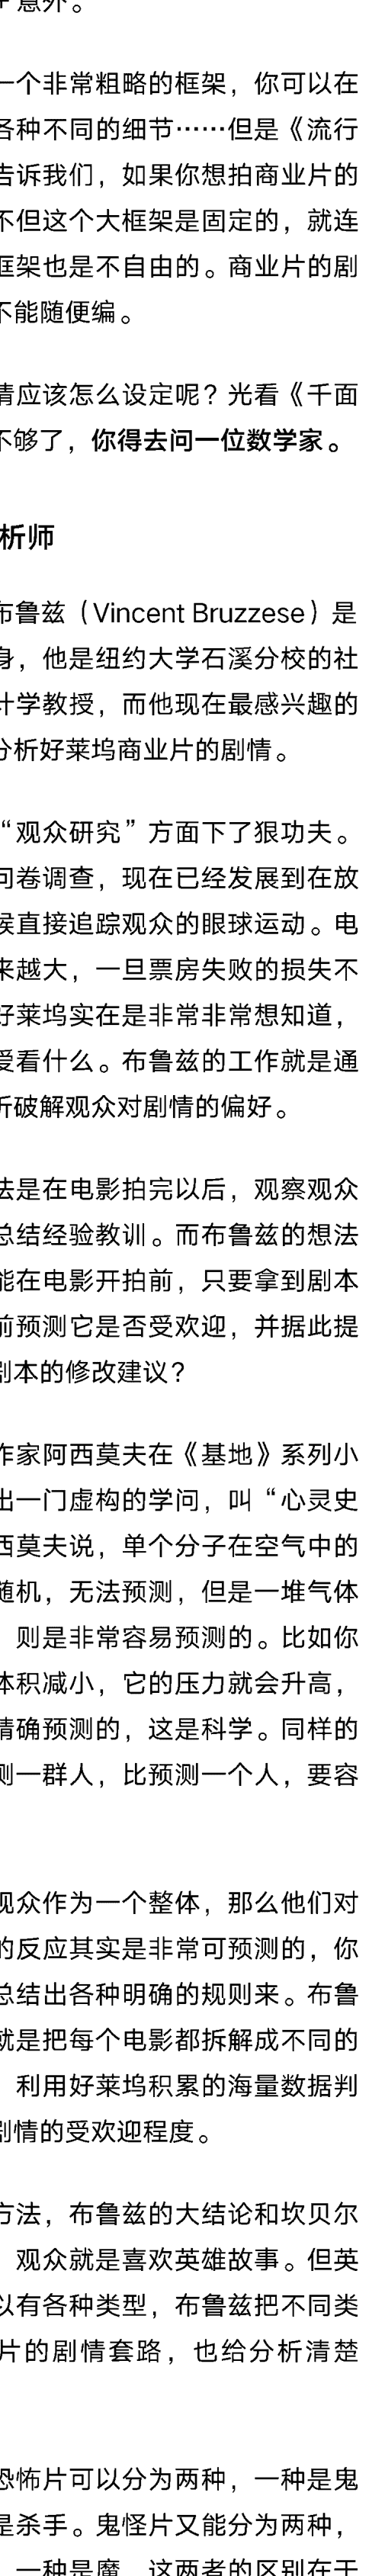 意外。
一个非常粗略的框架，你可以在
各种不同的细节……但是《流行
告诉我们，如果你想拍商业片的
不但这个大框架是固定的，就连
框架也是不自由的。商业片的剧
不能随便编。
情应该怎么设定呢？光看《千面
不够了，你得去问一位数学家。
析师
布鲁兹（Vincent Bruzzese）是
身，他是纽约大学石溪分校的社
计学教授，而他现在最感兴趣的
分析好莱坞商业片的剧情。
“观众研究”方面下了狠功夫。
问卷调查，现在已经发展到在放
候直接追踪观众的眼球运动。电
来越大，一旦票房失败的损失不
好莱坞实在是非常非常想知道，
爱看什么。布鲁兹的工作就是通
析破解观众对剧情的偏好。
法是在电影拍完以后，观察观众
总结经验教训。而布鲁兹的想法
能在电影开拍前，只要拿到剧本
前预测它是否受欢迎，并据此提
剧本的修改建议？
作家阿西莫夫在《基地》系列小
出一门虚构的学问，叫“心灵史
西莫夫说，单个分子在空气中的
随机，无法预测，但是一堆气体
，则是非常容易预测的。比如你
体积减小，它的压力就会升高，
精确预测的，这是科学。同样的
测一群人，比预测一个人，要容
观众作为一个整体，那么他们对
的反应其实是非常可预测的，你
总结出各种明确的规则来。布鲁
就是把每个电影都拆解成不同的
，利用好莱坞积累的海量数据判
剧情的受欢迎程度。
方法，布鲁兹的大结论和坎贝尔
，观众就是喜欢英雄故事。但英
以有各种类型，布鲁兹把不同类
片的剧情套路，也给分析清楚
恐怖片可以分为两种，一种是鬼
是杀手。鬼怪片又能分为两种，
，一种是魔，这两者的区别在于